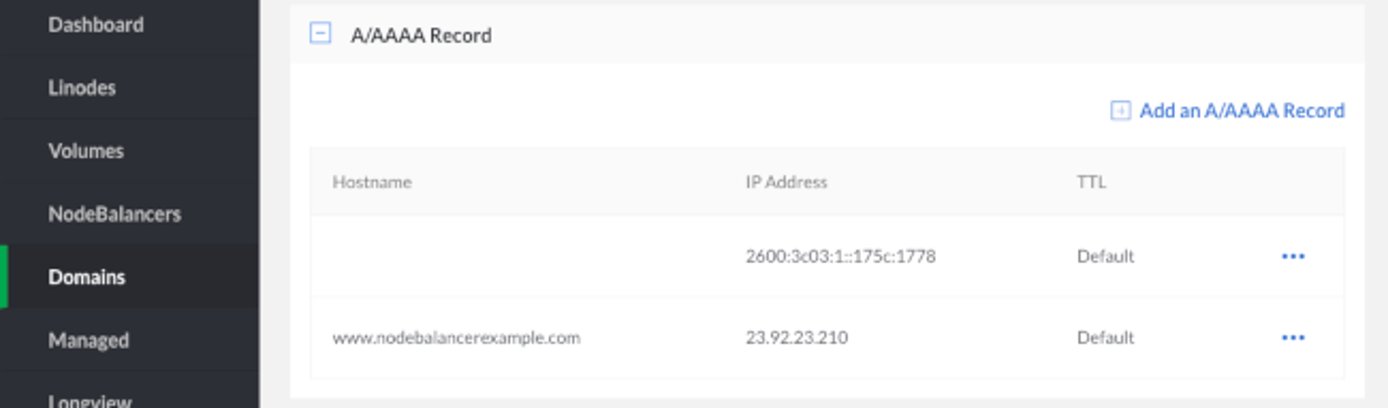 Dashboard
Linodes
Volumes
NodeBalancers
Domains
Managed
Longview
A/AAAA Record
Add an A/AAAA Record
Hostname IP Address TTL
2600:3c03:1::175c:1778 Default
www.nodebalancerexample.com 23.92.23.210 Default